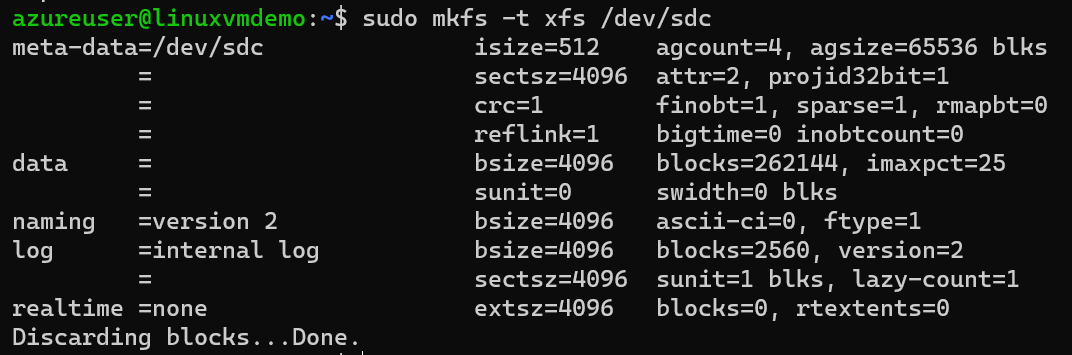 azureuser@linuxvmdemo:~$ sudo mkfs -t xfs /dev/sdc
meta-data=/dev/sdc               isize=512    agcount=4, agsize=65536 blks
         =                       sectsz=4096  attr=2, projid32bit=1
         =                       crc=1        finobt=1, sparse=1, rmapbt=0
         =                       reflink=1    bigtime=0 inobtcount=0
data     =                       bsize=4096   blocks=262144, imaxpct=25
         =                       sunit=0      swidth=0 blks
naming   =version 2              bsize=4096   ascii-ci=0, ftype=1
log      =internal log           bsize=4096   blocks=2560, version=2
         =                       sectsz=4096  sunit=1 blks, lazy-count=1
realtime =none                   extsz=4096   blocks=0, rtextents=0
Discarding blocks...Done.